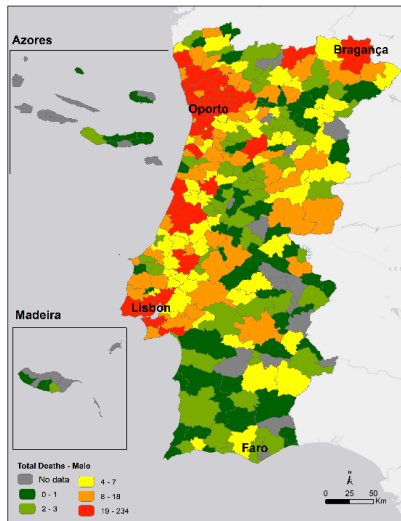 Azores
Bragança
Oporto
Lisbon
Madeira
Faro
Total Deaths - Male
No data
0 - 1
2 - 3
4 - 7
8 - 18
19 - 234
N
0 25 50
Km